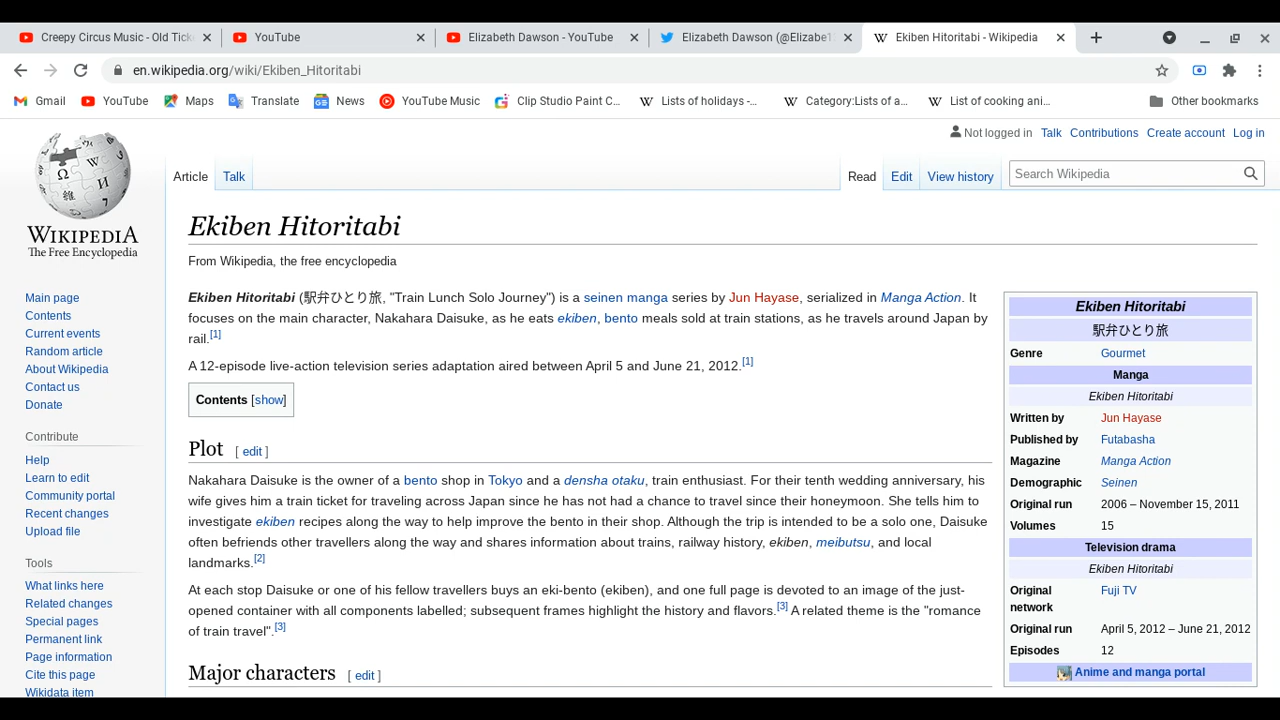 Creepy Circus Music - Old Ticke
YouTube
Elizabeth Dawson - YouTube
Elizabeth Dawson (@Elizabe1
Ekiben Hitoritabi - Wikipedia
en.wikipedia.org/wiki/Ekiben_Hitoritabi
Gmail
YouTube
Maps
Translate
News
YouTube Music
Clip Studio Paint C...
Lists of holidays -...
Category:Lists of a...
List of cooking ani...
Other bookmarks
Not logged in Talk Contributions Create account Log in
Article Talk Read Edit View history Search Wikipedia
WIKIPEDIA
The Free Encyclopedia
Main page
Contents
Current events
Random article
About Wikipedia
Contact us
Donate
Contribute
Help
Learn to edit
Community portal
Recent changes
Upload file
Tools
What links here
Related changes
Special pages
Permanent link
Page information
Cite this page
Wikidata item
Ekiben Hitoritabi
From Wikipedia, the free encyclopedia
Ekiben Hitoritabi (駅弁ひとり旅, "Train Lunch Solo Journey") is a seinen manga series by Jun Hayase, serialized in Manga Action. It
focuses on the main character, Nakahara Daisuke, as he eats ekiben, bento meals sold at train stations, as he travels around Japan by
rail.[1]
A 12-episode live-action television series adaptation aired between April 5 and June 21, 2012.[1]
Contents [show]
Plot [ edit ]
Nakahara Daisuke is the owner of a bento shop in Tokyo and a densha otaku, train enthusiast. For their tenth wedding anniversary, his
wife gives him a train ticket for traveling across Japan since he has not had a chance to travel since their honeymoon. She tells him to
investigate ekiben recipes along the way to help improve the bento in their shop. Although the trip is intended to be a solo one, Daisuke
often befriends other travellers along the way and shares information about trains, railway history, ekiben, meibutsu, and local
landmarks.[2]
At each stop Daisuke or one of his fellow travellers buys an eki-bento (ekiben), and one full page is devoted to an image of the just-
opened container with all components labelled; subsequent frames highlight the history and flavors.[3] A related theme is the "romance
of train travel".[3]
Major characters [ edit ]
Ekiben Hitoritabi
駅弁ひとり旅
Genre Gourmet
Manga
Ekiben Hitoritabi
Written by Jun Hayase
Published by Futabasha
Magazine Manga Action
Demographic Seinen
Original run 2006 – November 15, 2011
Volumes 15
Television drama
Ekiben Hitoritabi
Original Fuji TV
network
Original run April 5, 2012 – June 21, 2012
Episodes 12
Anime and manga portal